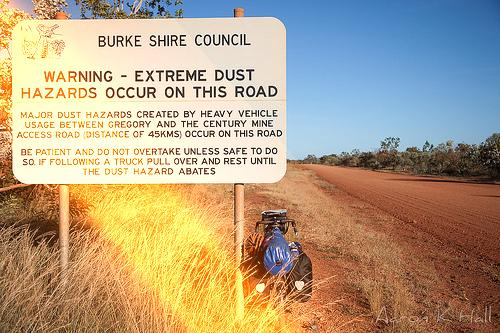 BURKE SHIRE COUNCIL
WARNING - EXTREME DUST
HAZARDS OCCUR ON THIS ROAD
MAJOR DUST HAZARDS CREATED BY HEAVY VEHICLE
USAGE BETWEEN GREGORY AND THE CENTURY MINE
ACCESS ROAD (DISTANCE OF 45KMS) OCCUR ON THIS ROAD
BE PATIENT AND DO NOT OVERTAKE UNLESS SAFE TO DO
SO. IF FOLLOWING A TRUCK PULL OVER AND REST UNTIL
THE DUST HAZARD ABATES
Aaron K Hall